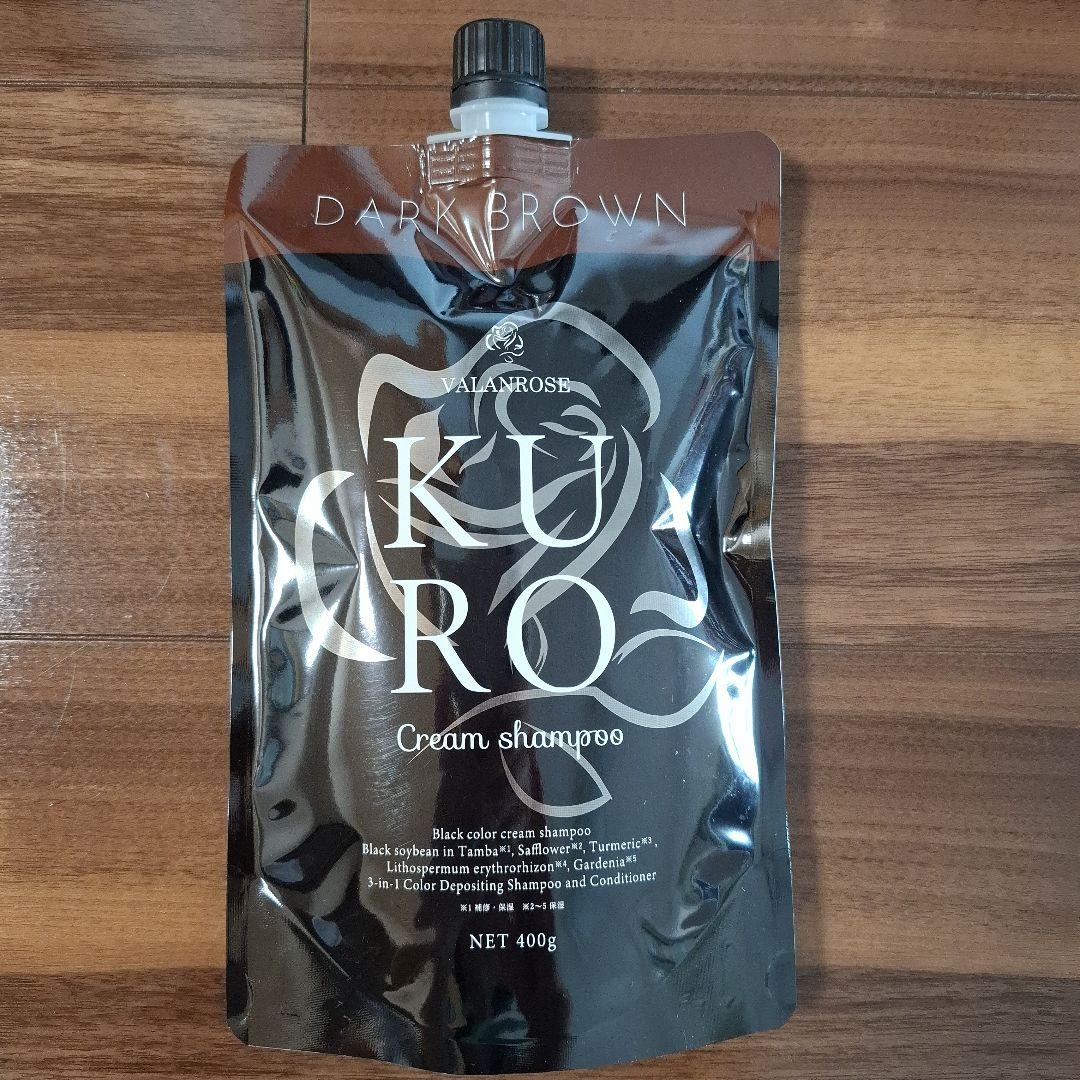 DARK BROWN
VALANROSE
KU
RO
Cream shampoo
Black color cream shampoo
Black soybean in Tamba※1, Safflower※2, Turmeric※3,
Lithospermum erythrorhizon※4, Gardenia※5
3-in-1 Color Depositing Shampoo and Conditioner
※1 補修・保湿 ※2～5 保湿
NET 400g